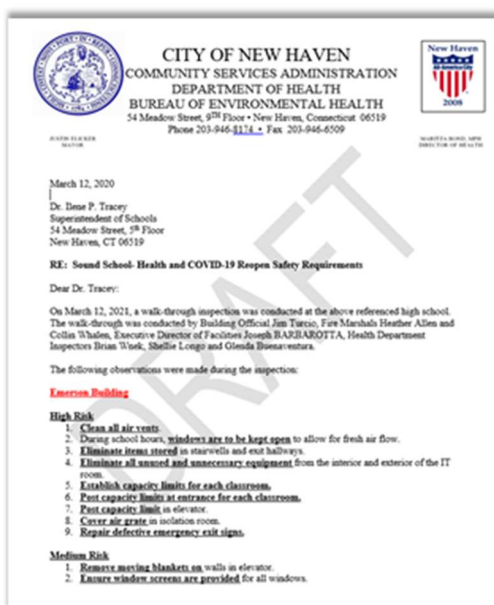 CITY OF NEW HAVEN
COMMUNITY SERVICES ADMINISTRATION
DEPARTMENT OF HEALTH
BUREAU OF ENVIRONMENTAL HEALTH
54 Meadow Street, 9TH Floor • New Haven, Connecticut 06519
Phone 203-946-8174 • Fax 203-946-6509
New Haven
All-America City
2008
JUSTIN ELICKER
MAYOR
MARITZA BOND, MPH
DIRECTOR OF HEALTH
DRAFT
March 12, 2020
Dr. Ilene P. Tracey
Superintendent of Schools
54 Meadow Street, 5th Floor
New Haven, CT 06519
RE: Sound School- Health and COVID-19 Reopen Safety Requirements
Dear Dr. Tracey:
On March 12, 2021, a walk-through inspection was conducted at the above referenced high school.
The walk-through was conducted by Building Official Jim Turcio, Fire Marshals Heather Allen and
Collin Whalen, Executive Director of Facilities Joseph BARBAROTTA, Health Department
Inspectors Brian Wnek, Shellie Longo and Glenda Buenaventura.
The following observations were made during the inspection:
Emerson Building
High Risk
1. Clean all air vents.
2. During school hours, windows are to be kept open to allow for fresh air flow.
3. Eliminate items stored in stairwells and exit hallways.
4. Eliminate all unused and unnecessary equipment from the interior and exterior of the IT
room.
5. Establish capacity limits for each classroom.
6. Post capacity limits at entrance for each classroom.
7. Post capacity limit in elevator.
8. Cover air grate in isolation room.
9. Repair defective emergency exit signs.
Medium Risk
1. Remove moving blankets on walls in elevator.
2. Ensure window screens are provided for all windows.